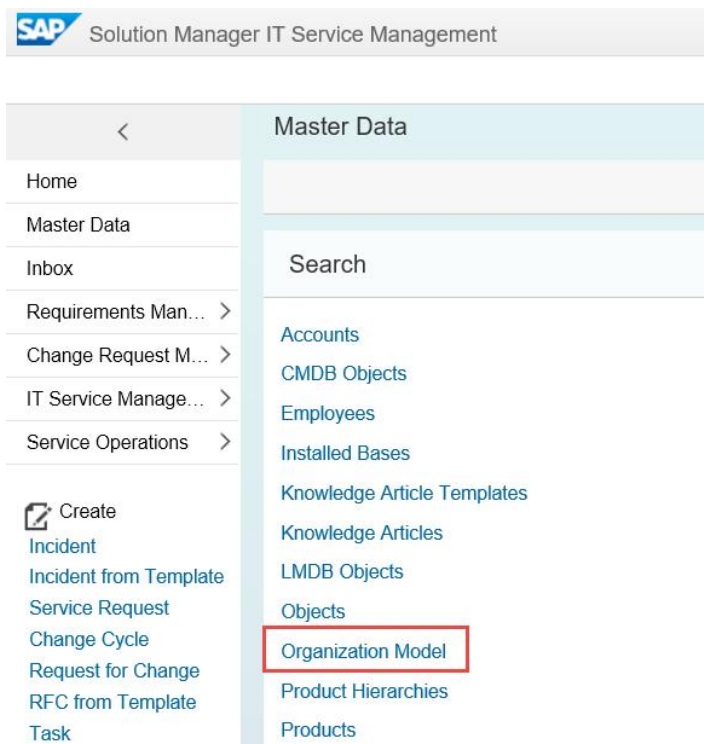 SAP Solution Manager IT Service Management
Master Data
Home
Master Data
Inbox
Requirements Man...
Change Request M...
IT Service Manage...
Service Operations
Create
Incident
Incident from Template
Service Request
Change Cycle
Request for Change
RFC from Template
Task
Search
Accounts
CMDB Objects
Employees
Installed Bases
Knowledge Article Templates
Knowledge Articles
LMDB Objects
Objects
Organization Model
Product Hierarchies
Products